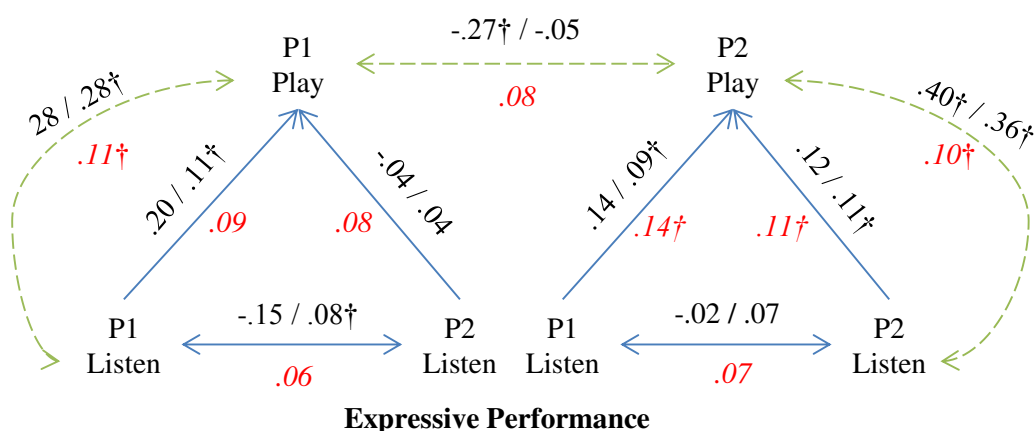 -.27† / -.05
P1
Play
P2
Play
.08
28 / .28†
.11†
.20 / .11†
.09
-.04 / .04
.08
.14 / .09†
.14†
.12 / .11†
.11†
.40† / .36†
.10†
P1
Listen
-.15 / .08†
.06
P2
Listen
P1
Listen
-.02 / .07
.07
P2
Listen
Expressive Performance